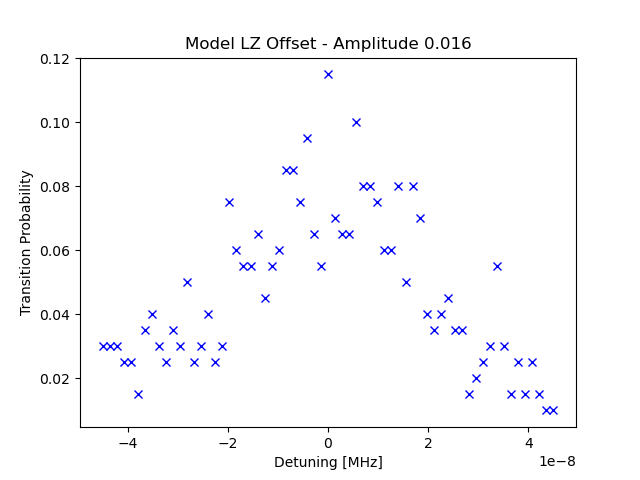 Model LZ Offset - Amplitude 0.016
0.12
0.10
0.08
0.06
0.04
0.02
Transition Probability
−4
−2
0
2
4
Detuning [MHz]
1e−8